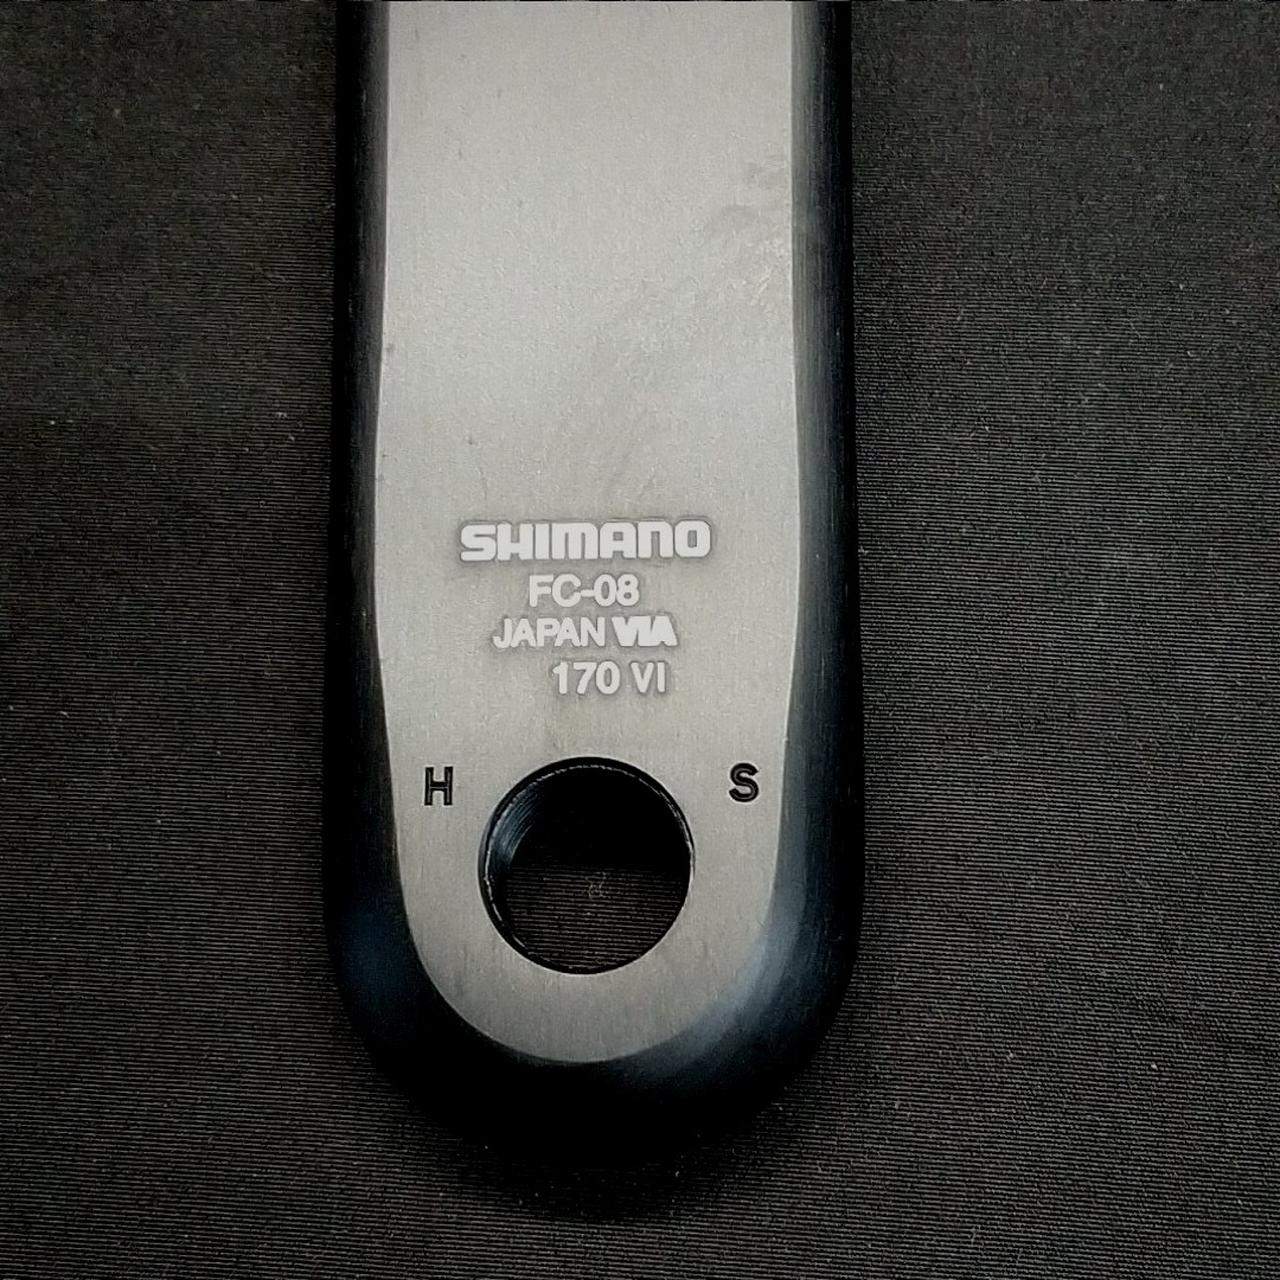 SHIMANO
FC-08
JAPAN VIA
170 VI
H S